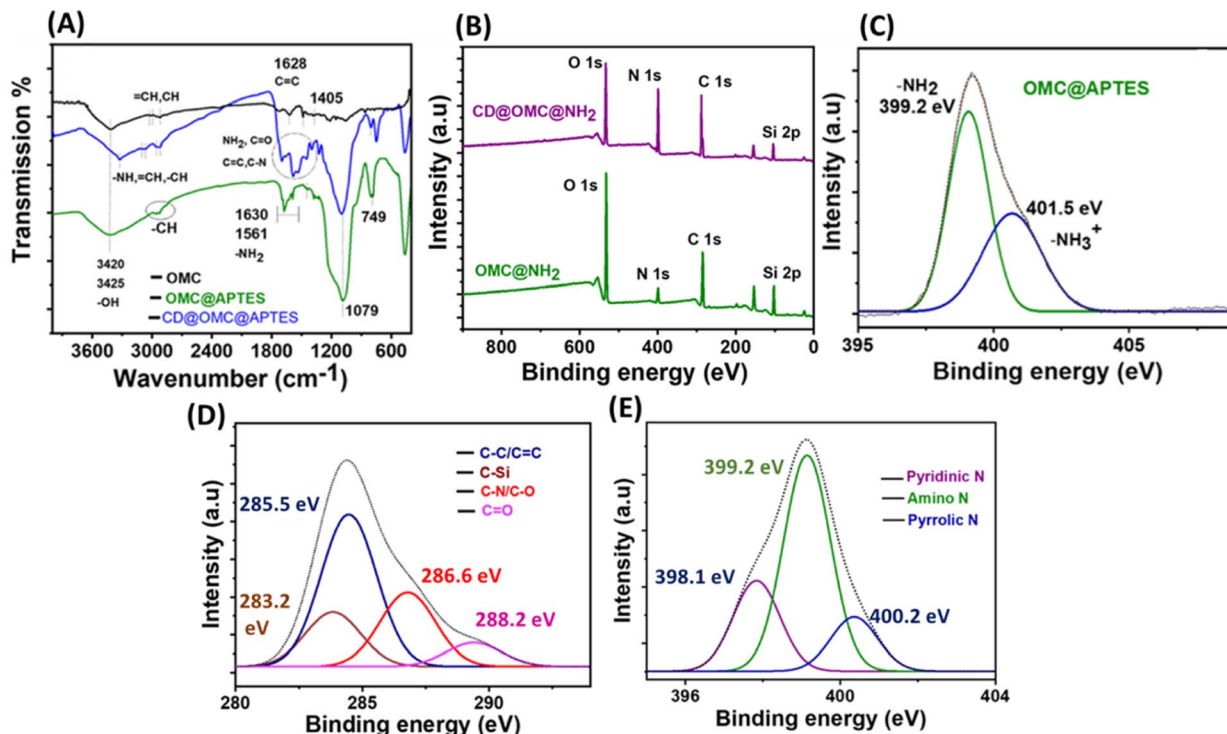 (A)
Transmission %
=CH,CH
1628
C=C
1405
NH2, C=O
C=C,C-N
-NH,=CH,-CH
-CH
1630
1561
-NH2
749
3420
3425
-OH
1079
OMC
OMC@APTES
CD@OMC@APTES
3600 3000 2400 1800 1200 600
Wavenumber (cm-1)
(B)
Intensity (a.u)
O 1s
N 1s
C 1s
Si 2p
CD@OMC@NH2
O 1s
N 1s
C 1s
Si 2p
OMC@NH2
800 600 400 200 0
Binding energy (eV)
(C)
Intensity (a.u)
-NH2
399.2 eV
OMC@APTES
401.5 eV
-NH3+
395 400 405
Binding energy (eV)
(D)
Intensity (a.u)
C-C/C=C
C-Si
C-N/C-O
C=O
285.5 eV
286.6 eV
283.2
eV
288.2 eV
280 285 290
Binding energy (eV)
(E)
Intensity (a.u)
399.2 eV
Pyridinic N
Amino N
Pyrrolic N
398.1 eV
400.2 eV
396 400 404
Binding energy (eV)